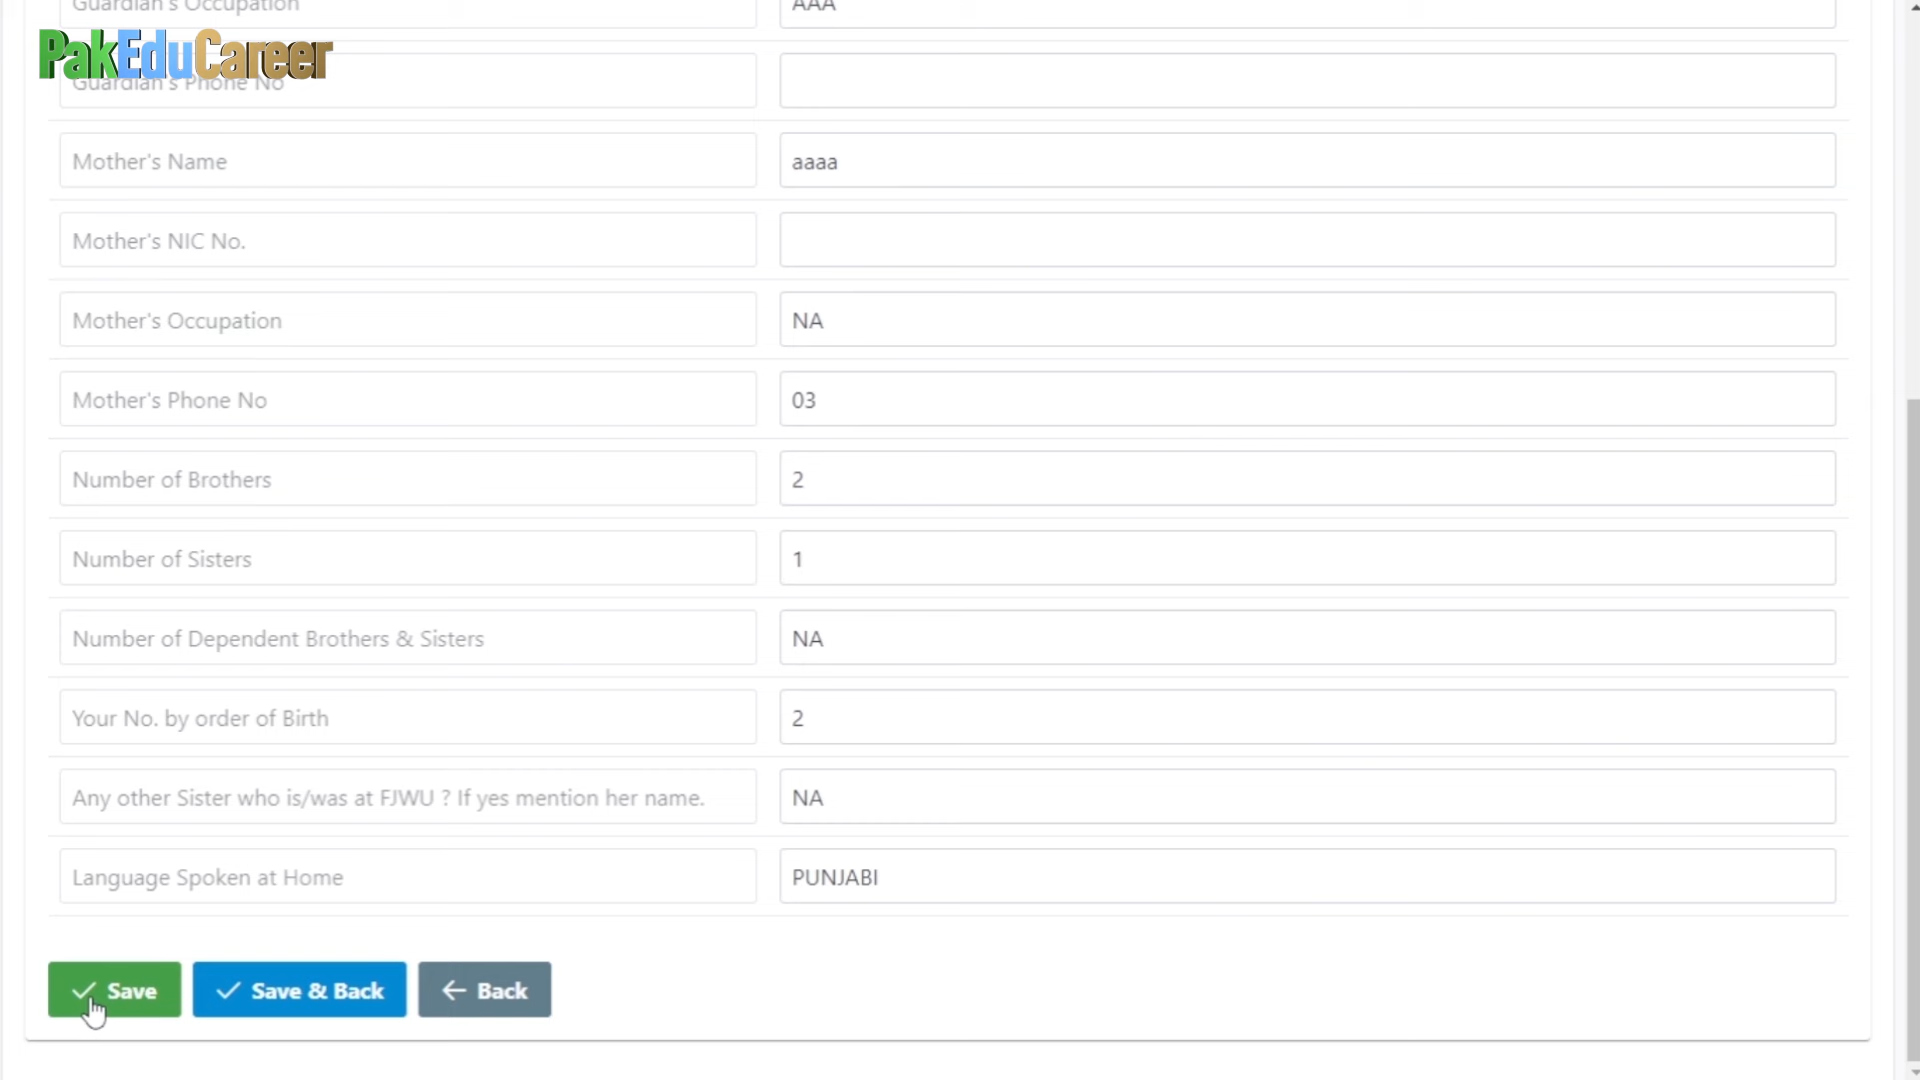 Guardian's Occupation AAA
PakEduCareer
Guardian's Phone No
Mother's Name aaaa
Mother's NIC No.
Mother's Occupation NA
Mother's Phone No 03
Number of Brothers 2
Number of Sisters 1
Number of Dependent Brothers & Sisters NA
Your No. by order of Birth 2
Any other Sister who is/was at FJWU ? If yes mention her name. NA
Language Spoken at Home PUNJABI
Save Save & Back Back